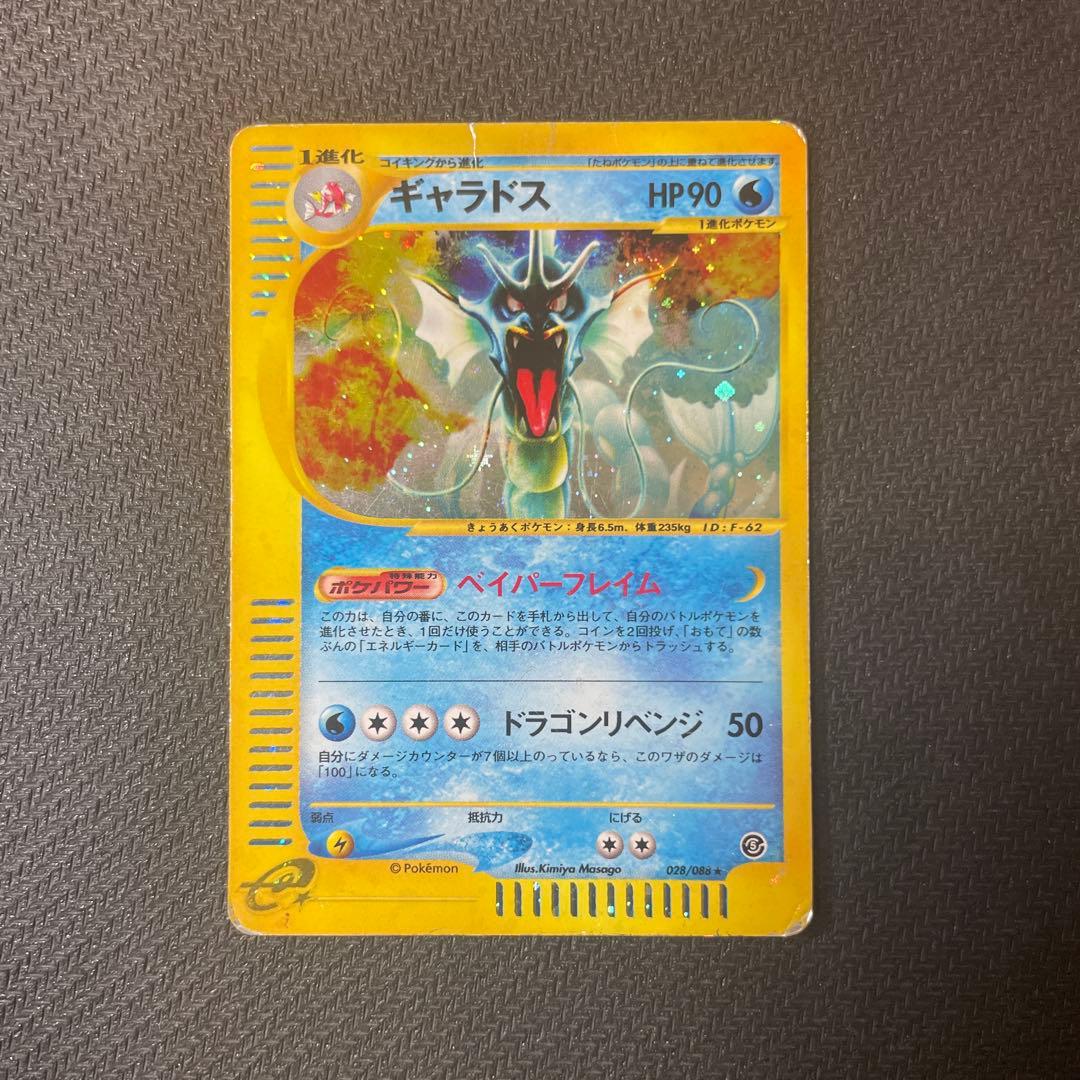 1進化
コイキングから進化
「たねポケモン」の上に重ねて進化させます
ギャラドス
HP90
1進化ポケモン
きょうあくポケモン:身長6.5m、体重235kg ID:F-62
特殊能力
ポケパワー
ベイパーフレイム
この力は、自分の番に、このカードを手札から出して、自分のバトルポケモンを
進化させたとき、1回だけ使うことができる。コインを2回投げ、「おもて」の数
ぶんの「エネルギーカード」を、相手のバトルポケモンからトラッシュする。
ドラゴンリベンジ 50
自分にダメージカウンターが7個以上のっているなら、このワザのダメージは
「100」になる。
弱点 抵抗力 にげる
© Pokémon Illus.Kimiya Masago 028/088★
e
5